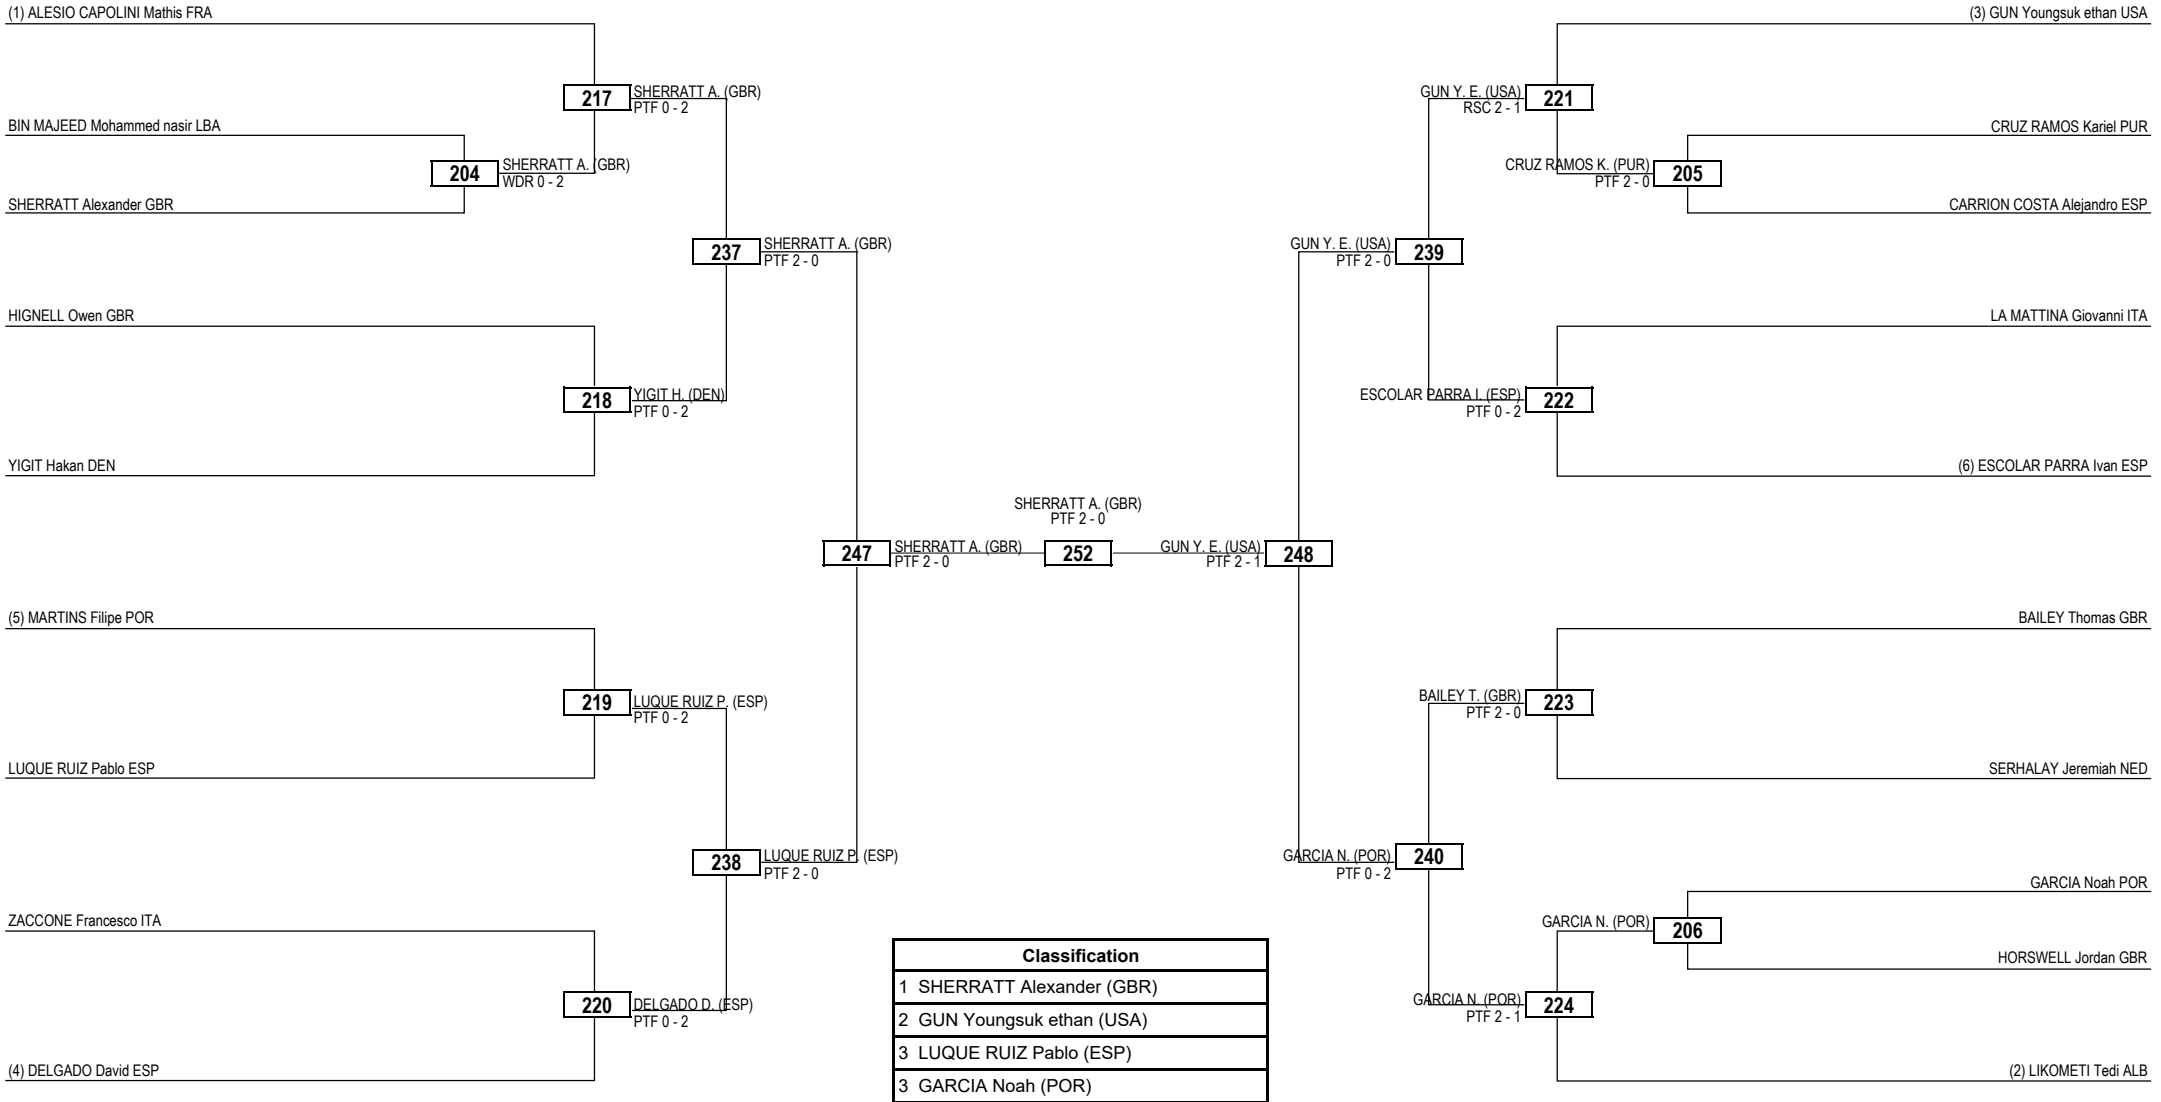 (1) ALESIO CAPOLINI Mathis FRA
(3) GUN Youngsuk ethan USA
217
SHERRATT A. (GBR)
PTF 0 - 2
GUN Y. E. (USA)
RSC 2 - 1
221
BIN MAJEED Mohammed nasir LBA
CRUZ RAMOS Kariel PUR
204
SHERRATT A. (GBR)
WDR 0 - 2
CRUZ RAMOS K. (PUR)
PTF 2 - 0
205
SHERRATT Alexander GBR
CARRION COSTA Alejandro ESP
237
SHERRATT A. (GBR)
PTF 2 - 0
GUN Y. E. (USA)
PTF 2 - 0
239
HIGNELL Owen GBR
LA MATTINA Giovanni ITA
218
YIGIT H. (DEN)
PTF 0 - 2
ESCOLAR PARRA I. (ESP)
PTF 0 - 2
222
YIGIT Hakan DEN
(6) ESCOLAR PARRA Ivan ESP
SHERRATT A. (GBR)
PTF 2 - 0
247
SHERRATT A. (GBR)
PTF 2 - 0
252
GUN Y. E. (USA)
PTF 2 - 1
248
(5) MARTINS Filipe POR
BAILEY Thomas GBR
219
LUQUE RUIZ P. (ESP)
PTF 0 - 2
BAILEY T. (GBR)
PTF 2 - 0
223
LUQUE RUIZ Pablo ESP
SERHALAY Jeremiah NED
238
LUQUE RUIZ P. (ESP)
PTF 2 - 0
GARCIA N. (POR)
PTF 0 - 2
240
GARCIA Noah POR
ZACCONE Francesco ITA
GARCIA N. (POR)
206
HORSWELL Jordan GBR
220
DELGADO D. (ESP)
PTF 0 - 2
GARCIA N. (POR)
PTF 2 - 1
224
(4) DELGADO David ESP
(2) LIKOMETI Tedi ALB
Classification
1 SHERRATT Alexander (GBR)
2 GUN Youngsuk ethan (USA)
3 LUQUE RUIZ Pablo (ESP)
3 GARCIA Noah (POR)